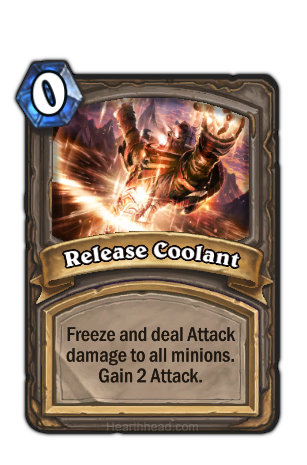 0
Release Coolant
Freeze and deal Attack
damage to all minions.
Gain 2 Attack.
Hearthhead.com